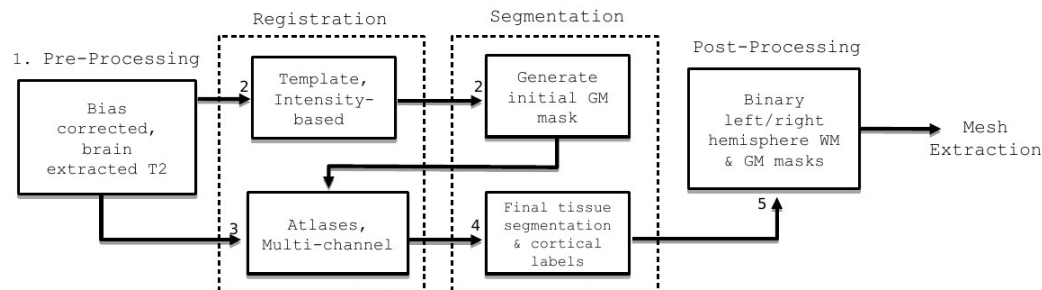 Registration
Segmentation
1. Pre-Processing
Post-Processing
2
Template,
Intensity-
based
2
Generate
initial GM
mask
Bias
corrected,
brain
extracted T2
Binary
left/right
hemisphere WM
& GM masks
Mesh
Extraction
3
Atlases,
Multi-channel
4
Final tissue
segmentation
& cortical
labels
5